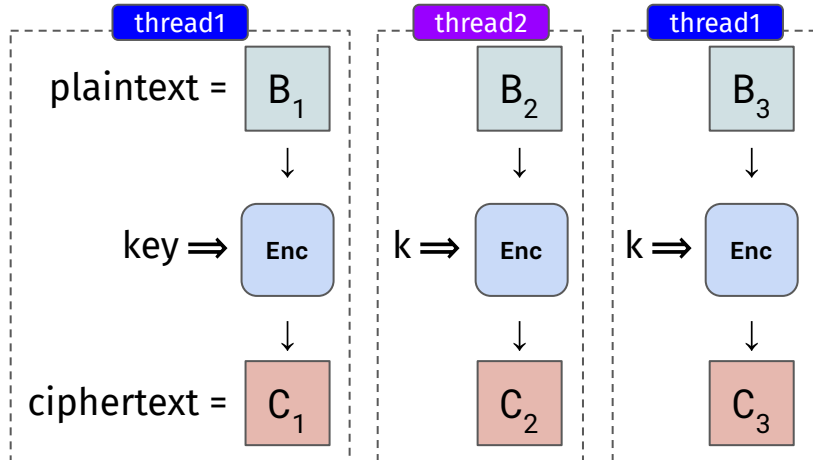 thread1 thread2 thread1
plaintext = B₁ B₂ B₃
↓ ↓ ↓
key ⇒ Enc k ⇒ Enc k ⇒ Enc
↓ ↓ ↓
ciphertext = C₁ C₂ C₃